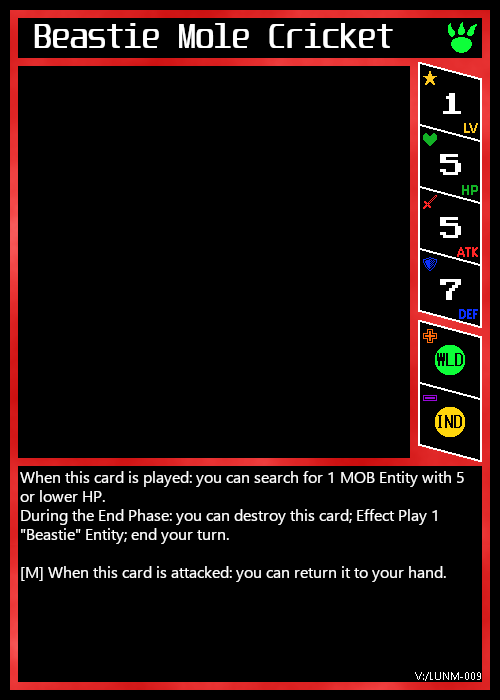 Beastie Mole Cricket
1
LV
5
HP
5
ATK
7
DEF
WLD
IND
When this card is played: you can search for 1 MOB Entity with 5
or lower HP.
During the End Phase: you can destroy this card; Effect Play 1
"Beastie" Entity; end your turn.
[M] When this card is attacked: you can return it to your hand.
V:/LUNM-009